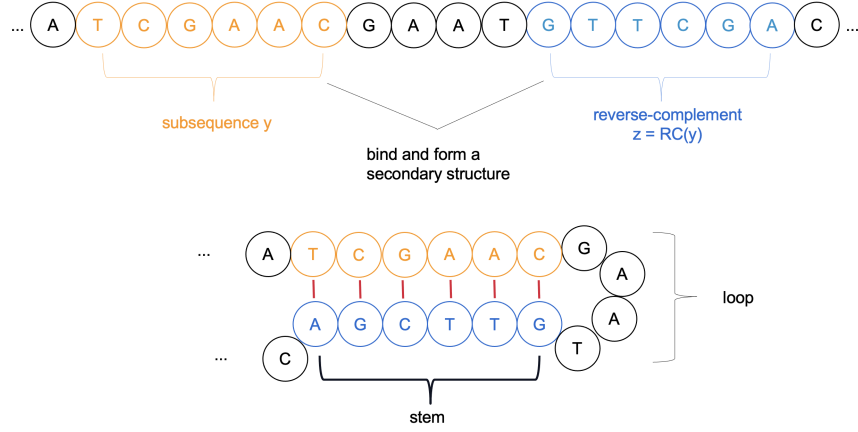 ... A T C G A A C G A A T G T T C G A C ...
subsequence y
reverse-complement
z = RC(y)
bind and form a
secondary structure
... A T C G A A C G
A
loop
A G C T T G
A
T
... C
stem